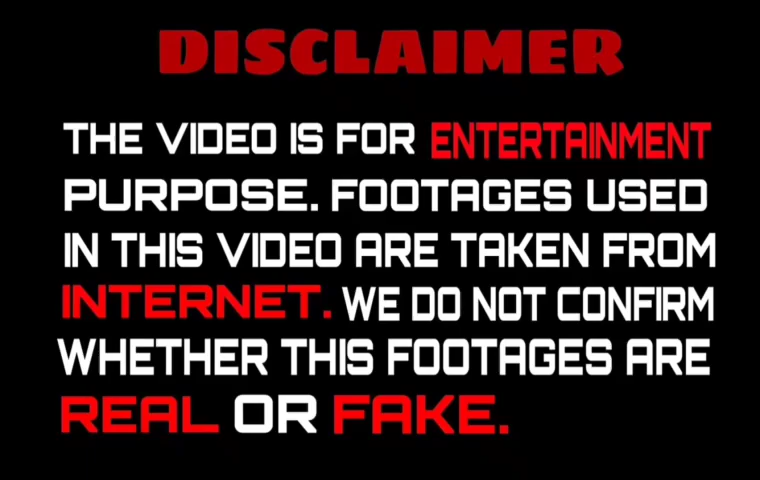 DISCLAIMER
THE VIDEO IS FOR ENTERTAINMENT
PURPOSE. FOOTAGES USED
IN THIS VIDEO ARE TAKEN FROM
INTERNET. WE DO NOT CONFIRM
WHETHER THIS FOOTAGES ARE
REAL OR FAKE.